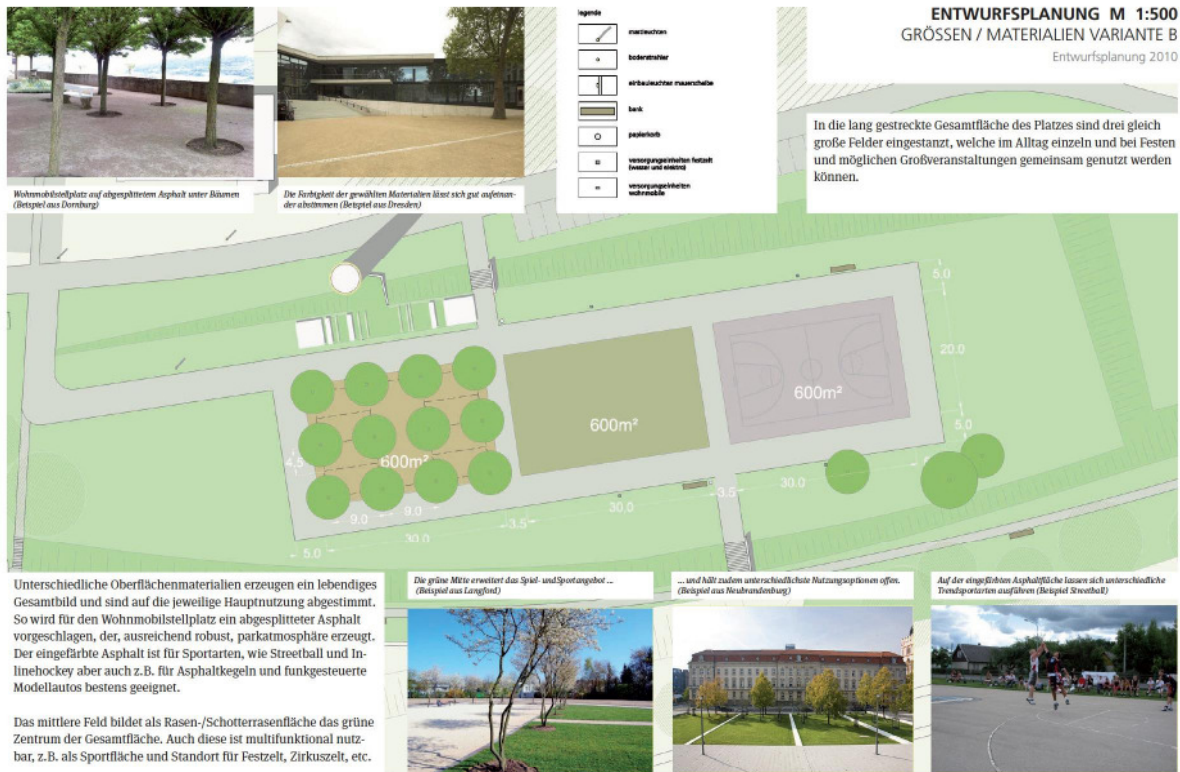 ENTWURFSPLANUNG M 1:500
GRÖSSEN / MATERIALIEN VARIANTE B
Entwurfsplanung 2010
legende
mastleuchten
bodenstrahler
einbauleuchten mauerscheibe
bank
papierkorb
versorgungseinheiten festzelt
(wasser und elektro)
versorgungseinheiten
wohnmobile
In die lang gestreckte Gesamtfläche des Platzes sind drei gleich
große Felder eingestanzt, welche im Alltag einzeln und bei Festen
und möglichen Großveranstaltungen gemeinsam genutzt werden
können.
Wohnmobilstellplatz auf abgesplittetem Asphalt unter Bäumen
(Beispiel aus Dornburg)
Die Farbigkeit der gewählten Materialien lässt sich gut aufeinan-
der abstimmen (Beispiel aus Dresden)
5.0
20.0
5.0
600m²
600m²
600m²
4.5
9.0
9.0
5.0
30.0
3.5
30.0
3.5
30.0
Unterschiedliche Oberflächenmaterialien erzeugen ein lebendiges
Gesamtbild und sind auf die jeweilige Hauptnutzung abgestimmt.
So wird für den Wohnmobilstellplatz ein abgesplitteter Asphalt
vorgeschlagen, der, ausreichend robust, parkatmosphäre erzeugt.
Der eingefärbte Asphalt ist für Sportarten, wie Streetball und In-
linehockey aber auch z.B. für Asphaltkegeln und funkgesteuerte
Modellautos bestens geeignet.
Das mittlere Feld bildet als Rasen-/Schotterrasenfläche das grüne
Zentrum der Gesamtfläche. Auch diese ist multifunktional nutz-
bar, z.B. als Sportfläche und Standort für Festzelt, Zirkuszelt, etc.
Die grüne Mitte erweitert das Spiel- und Sportangebot ...
(Beispiel aus Langford)
... und hält zudem unterschiedlichste Nutzungsoptionen offen.
(Beispiel aus Neubrandenburg)
Auf der eingefärbten Asphaltfläche lassen sich unterschiedliche
Trendsportarten ausführen (Beispiel Streetball)